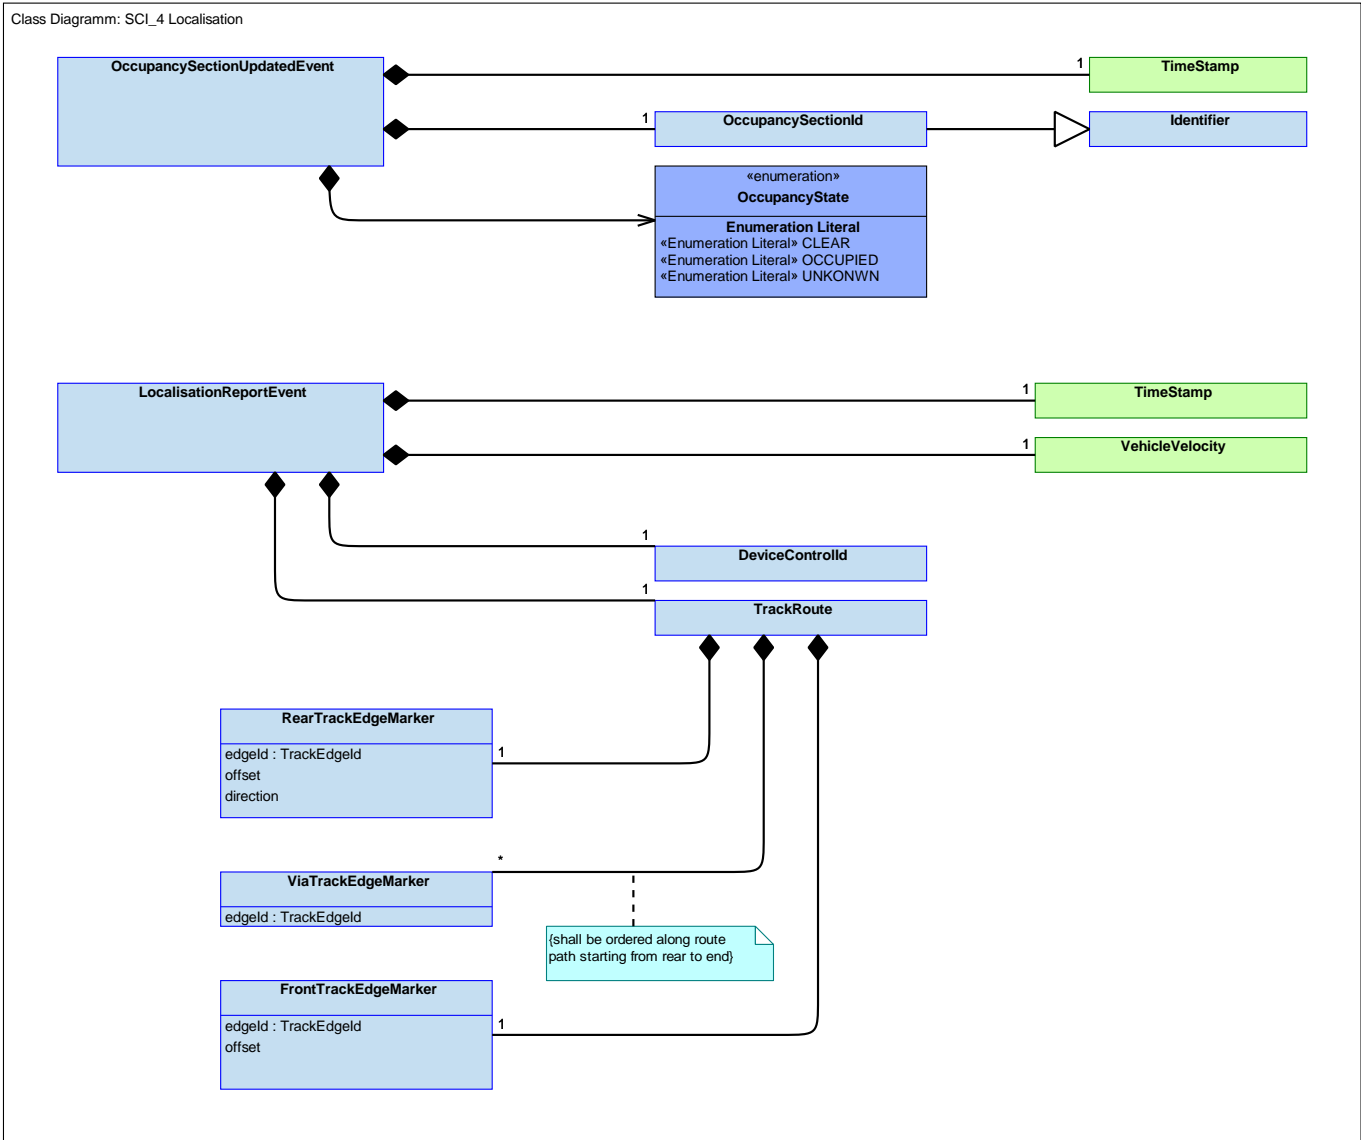 Class Diagramm: SCI_4 Localisation
OccupancySectionUpdatedEvent
1
TimeStamp
1
OccupancySectionId
Identifier
«enumeration»
OccupancyState
Enumeration Literal
«Enumeration Literal» CLEAR
«Enumeration Literal» OCCUPIED
«Enumeration Literal» UNKONWN
LocalisationReportEvent
1
TimeStamp
1
VehicleVelocity
1
DeviceControlId
1
TrackRoute
RearTrackEdgeMarker
edgeId : TrackEdgeId
offset
direction
1
*
ViaTrackEdgeMarker
edgeId : TrackEdgeId
{shall be ordered along route
path starting from rear to end}
FrontTrackEdgeMarker
edgeId : TrackEdgeId
offset
1